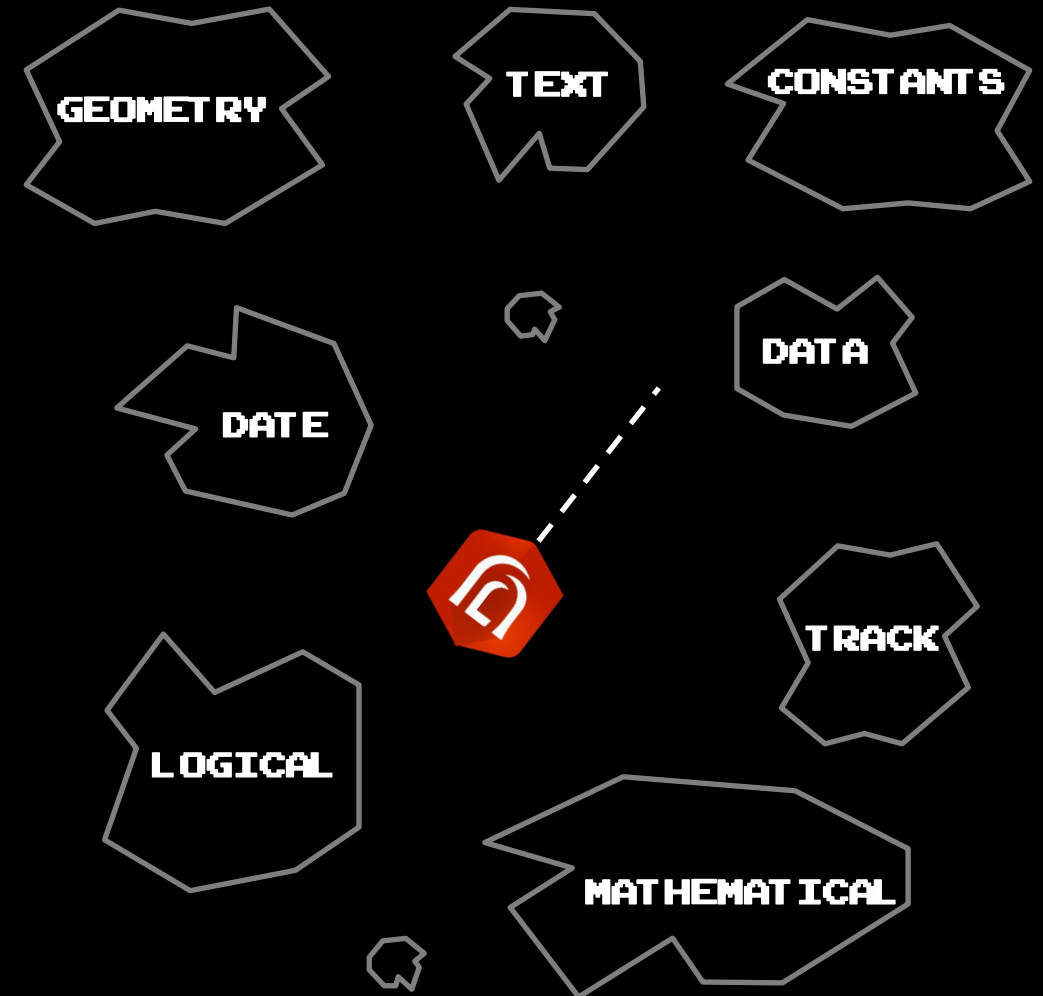 GEOMETRY
TEXT
CONSTANTS
DATE
DATA
TRACK
LOGICAL
MATHEMATICAL